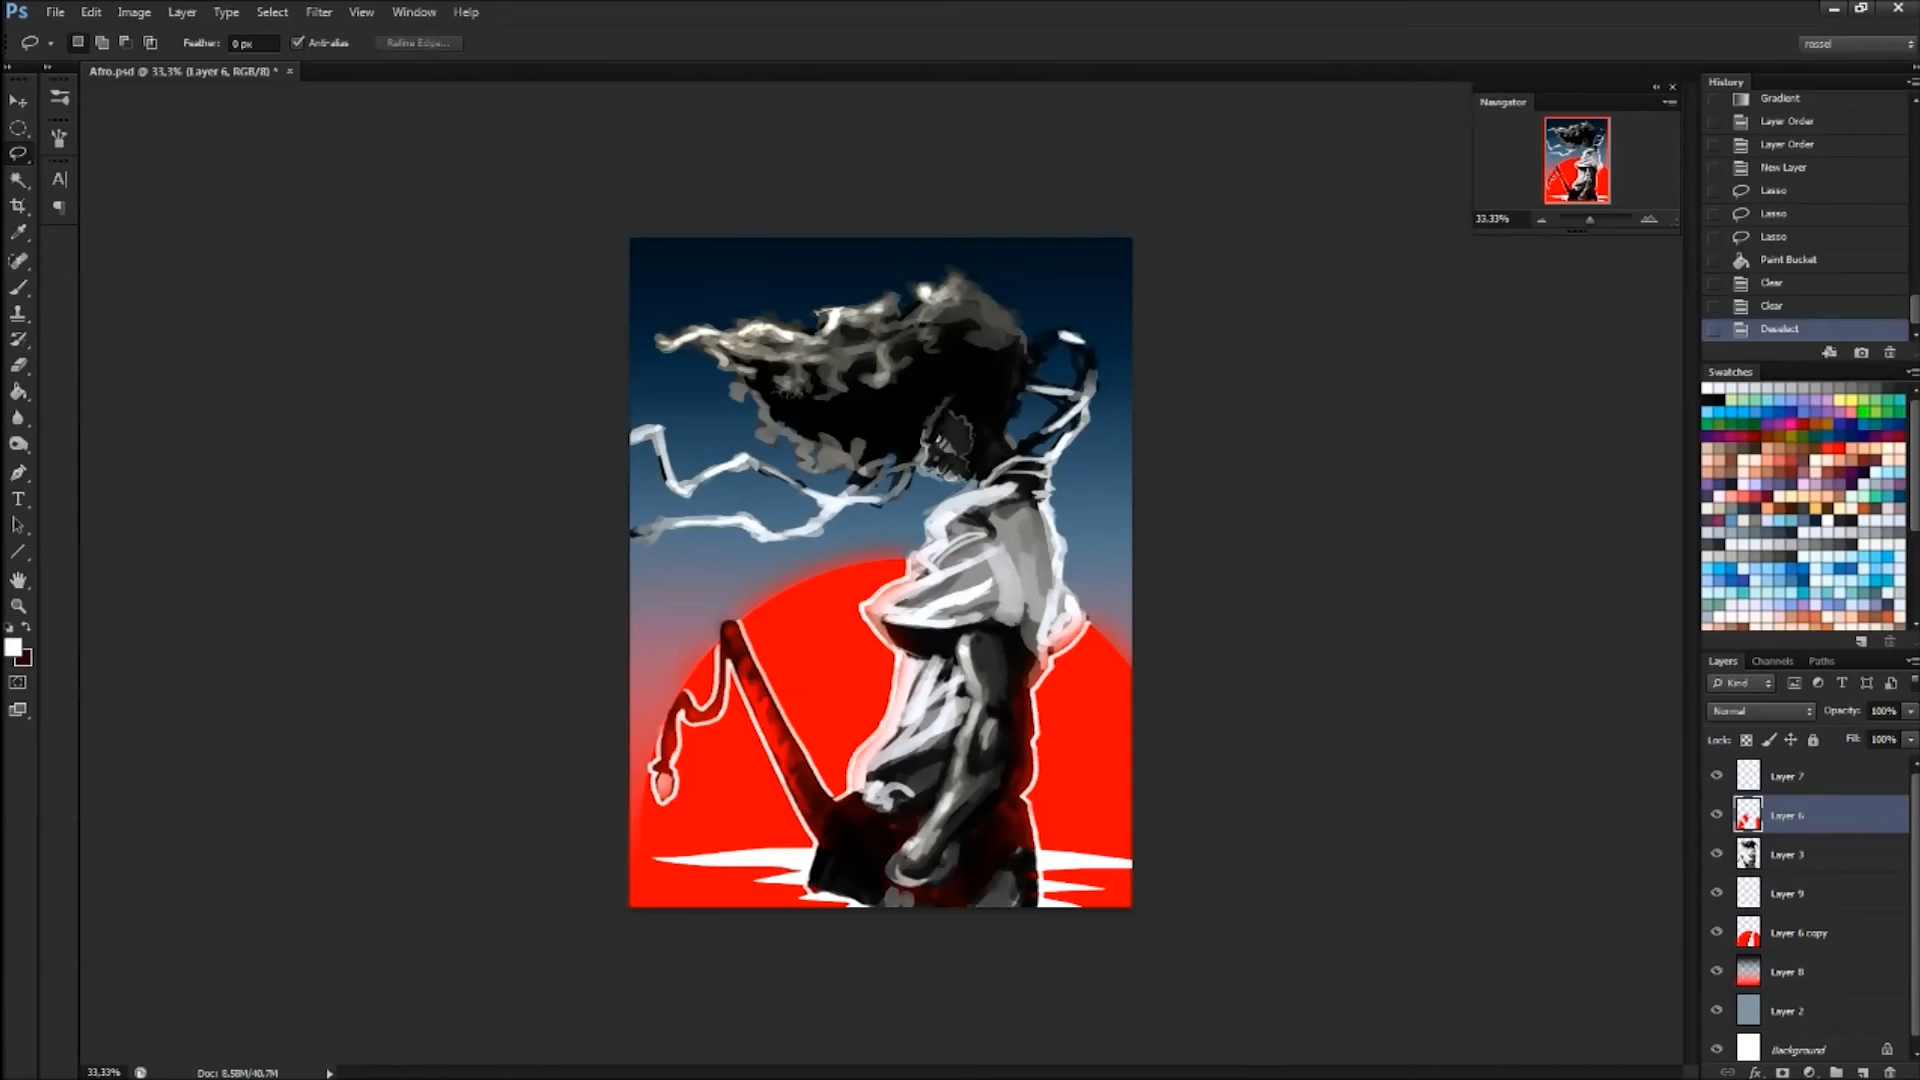 Ps File Edit Image Layer Type Select Filter View Window Help
Feather: 0 px Anti-alias Refine Edge... rossel
Afro.psd @ 33,3% (Layer 6, RGB/8) * ×
Navigator
33.33%
History
Gradient
Layer Order
Layer Order
New Layer
Lasso
Lasso
Lasso
Paint Bucket
Clear
Clear
Deselect
Swatches
Layers Channels Paths
Kind
Normal Opacity: 100%
Lock: Fill: 100%
Layer 7
Layer 6
Layer 3
Layer 9
Layer 6 copy
Layer 8
Layer 2
Background
33,33% Doc: 8.58M/40.7M